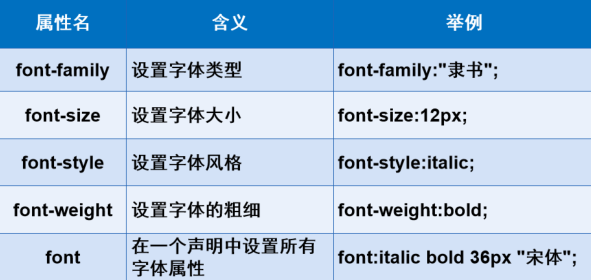 属性名 含义 举例
font-family 设置字体类型 font-family:"隶书";
font-size 设置字体大小 font-size:12px;
font-style 设置字体风格 font-style:italic;
font-weight 设置字体的粗细 font-weight:bold;
font 在一个声明中设置所有
字体属性 font:italic bold 36px "宋体";